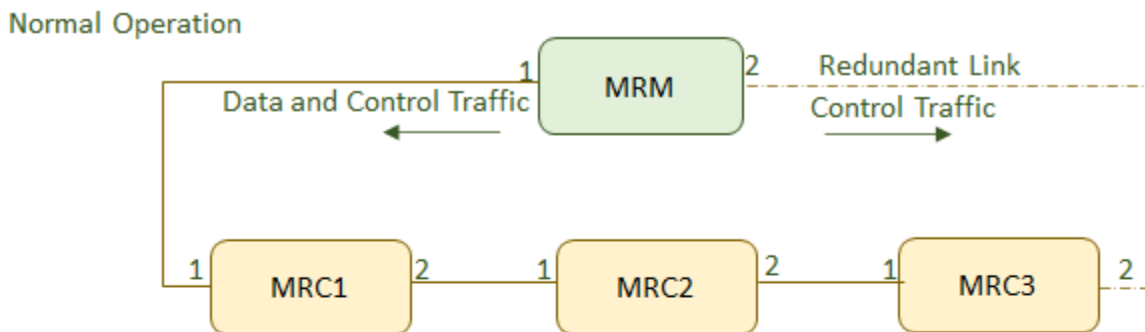 Normal Operation
1
MRM
2
Redundant Link
Data and Control Traffic
Control Traffic
1
MRC1
2
1
MRC2
2
1
MRC3
2